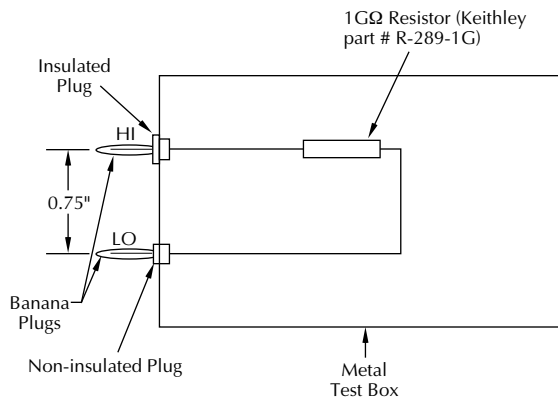 1GΩ Resistor (Keithley
part # R-289-1G)
Insulated
Plug
HI
0.75"
LO
Banana
Plugs
Non-insulated Plug
Metal
Test Box